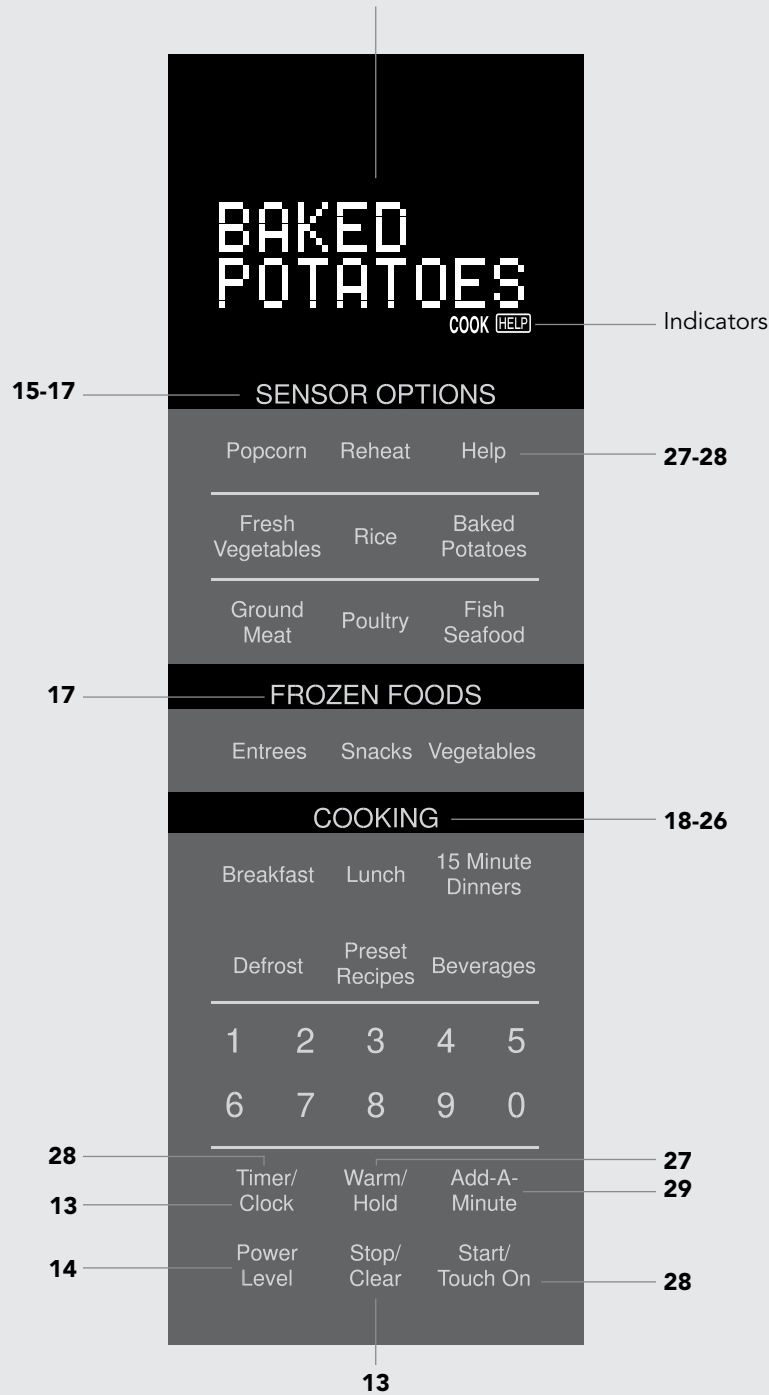 BAKED
POTATOES
COOK HELP
Indicators
15-17
SENSOR OPTIONS
Popcorn Reheat Help
27-28
Fresh
Vegetables
Rice
Baked
Potatoes
Ground
Meat
Poultry
Fish
Seafood
17
FROZEN FOODS
Entrees Snacks Vegetables
COOKING
18-26
Breakfast Lunch
15 Minute
Dinners
Defrost
Preset
Recipes
Beverages
1 2 3 4 5
6 7 8 9 0
28
Timer/
Clock
13
Warm/
Hold
27
Add-A-
Minute
29
14
Power
Level
Stop/
Clear
Start/
Touch On
28
13